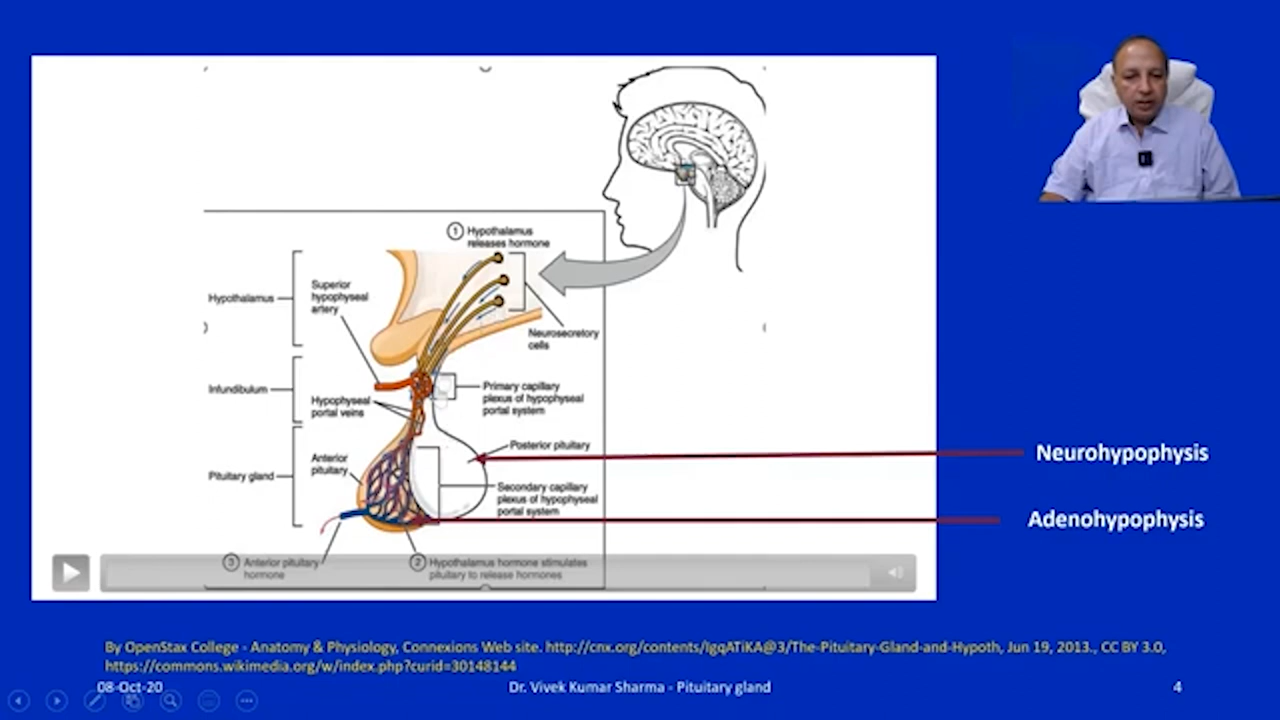 ① Hypothalamus
releases hormone
Hypothalamus
Superior
hypophyseal
artery
Neurosecretory
cells
Infundibulum
Hypophyseal
portal veins
Primary capillary
plexus of hypophyseal
portal system
Posterior pituitary
Pituitary gland
Anterior
pituitary
Secondary capillary
plexus of hypophyseal
portal system
③ Anterior pituitary
hormone
② Hypothalamus hormone stimulates
pituitary to release hormones
Neurohypophysis
Adenohypophysis
By OpenStax College - Anatomy & Physiology, Connexions Web site. http://cnx.org/contents/IgqATiKA@3/The-Pituitary-Gland-and-Hypoth, Jun 19, 2013., CC BY 3.0,
https://commons.wikimedia.org/w/index.php?curid=30148144
08-Oct-20
Dr. Vivek Kumar Sharma - Pituitary gland
4